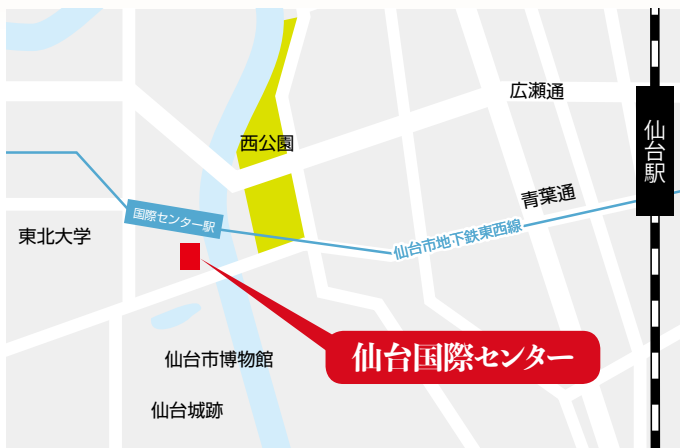 広瀬通
仙台駅
西公園
青葉通
国際センター駅
東北大学
仙台市地下鉄東西線
仙台国際センター
仙台市博物館
仙台城跡